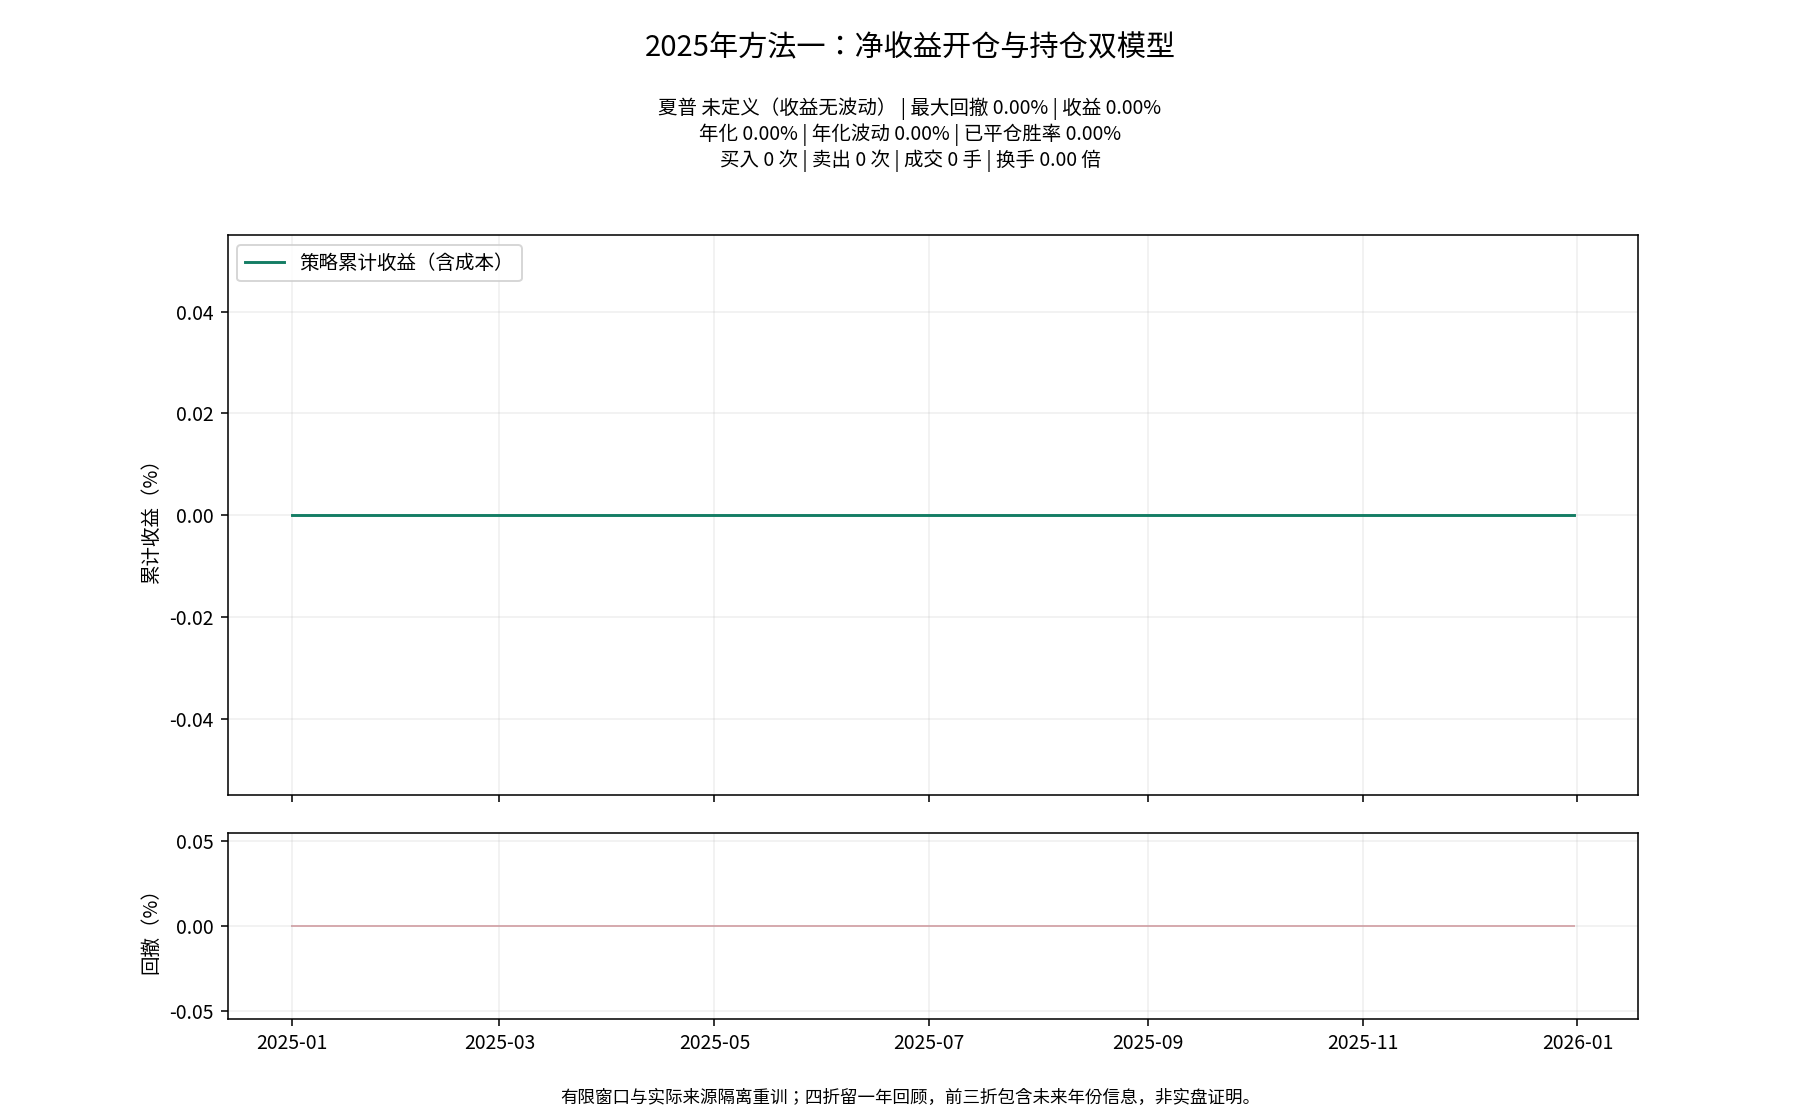 2025年方法一：净收益开仓与持仓双模型
夏普 未定义（收益无波动） | 最大回撤 0.00% | 收益 0.00%
年化 0.00% | 年化波动 0.00% | 已平仓胜率 0.00%
买入 0 次 | 卖出 0 次 | 成交 0 手 | 换手 0.00 倍
策略累计收益（含成本）
累计收益（%）
0.04
0.02
0.00
-0.02
-0.04
回撤（%）
0.05
0.00
-0.05
2025-01 2025-03 2025-05 2025-07 2025-09 2025-11 2026-01
有限窗口与实际来源隔离重训；四折留一年回顾，前三折包含未来年份信息，非实盘证明。